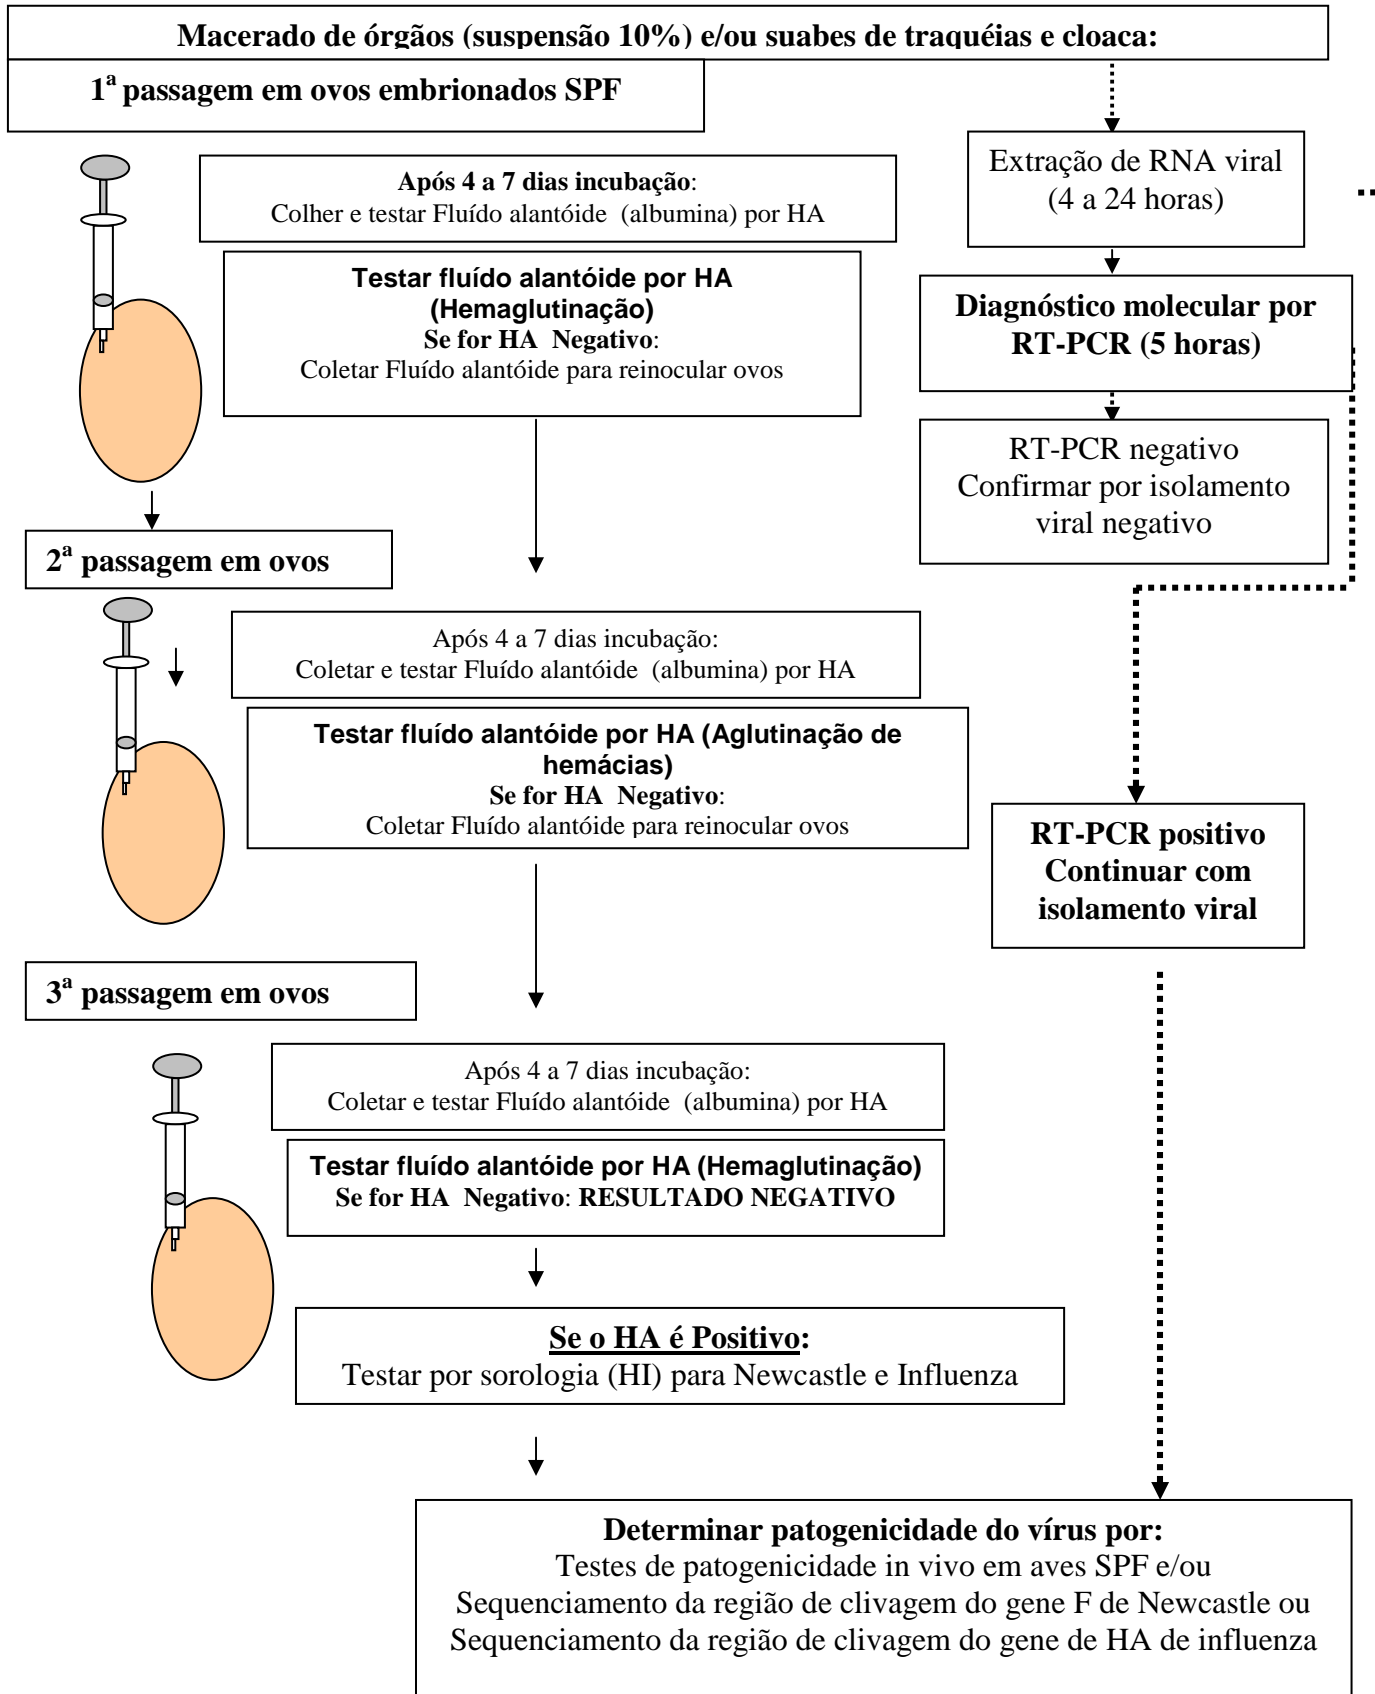 Macerado de órgãos (suspensão 10%) e/ou suabes de traquéias e cloaca:
1ª passagem em ovos embrionados SPF
Após 4 a 7 dias incubação:
Colher e testar Fluído alantóide (albumina) por HA
Testar fluído alantóide por HA
(Hemaglutinação)
Se for HA Negativo:
Coletar Fluído alantóide para reinocular ovos
Extração de RNA viral
(4 a 24 horas)
Diagnóstico molecular por
RT-PCR (5 horas)
RT-PCR negativo
Confirmar por isolamento
viral negativo
2ª passagem em ovos
Após 4 a 7 dias incubação:
Coletar e testar Fluído alantóide (albumina) por HA
Testar fluído alantóide por HA (Aglutinação de
hemácias)
Se for HA Negativo:
Coletar Fluído alantóide para reinocular ovos
RT-PCR positivo
Continuar com
isolamento viral
3ª passagem em ovos
Após 4 a 7 dias incubação:
Coletar e testar Fluído alantóide (albumina) por HA
Testar fluído alantóide por HA (Hemaglutinação)
Se for HA Negativo: RESULTADO NEGATIVO
Se o HA é Positivo:
Testar por sorologia (HI) para Newcastle e Influenza
Determinar patogenicidade do vírus por:
Testes de patogenicidade in vivo em aves SPF e/ou
Sequenciamento da região de clivagem do gene F de Newcastle ou
Sequenciamento da região de clivagem do gene de HA de influenza